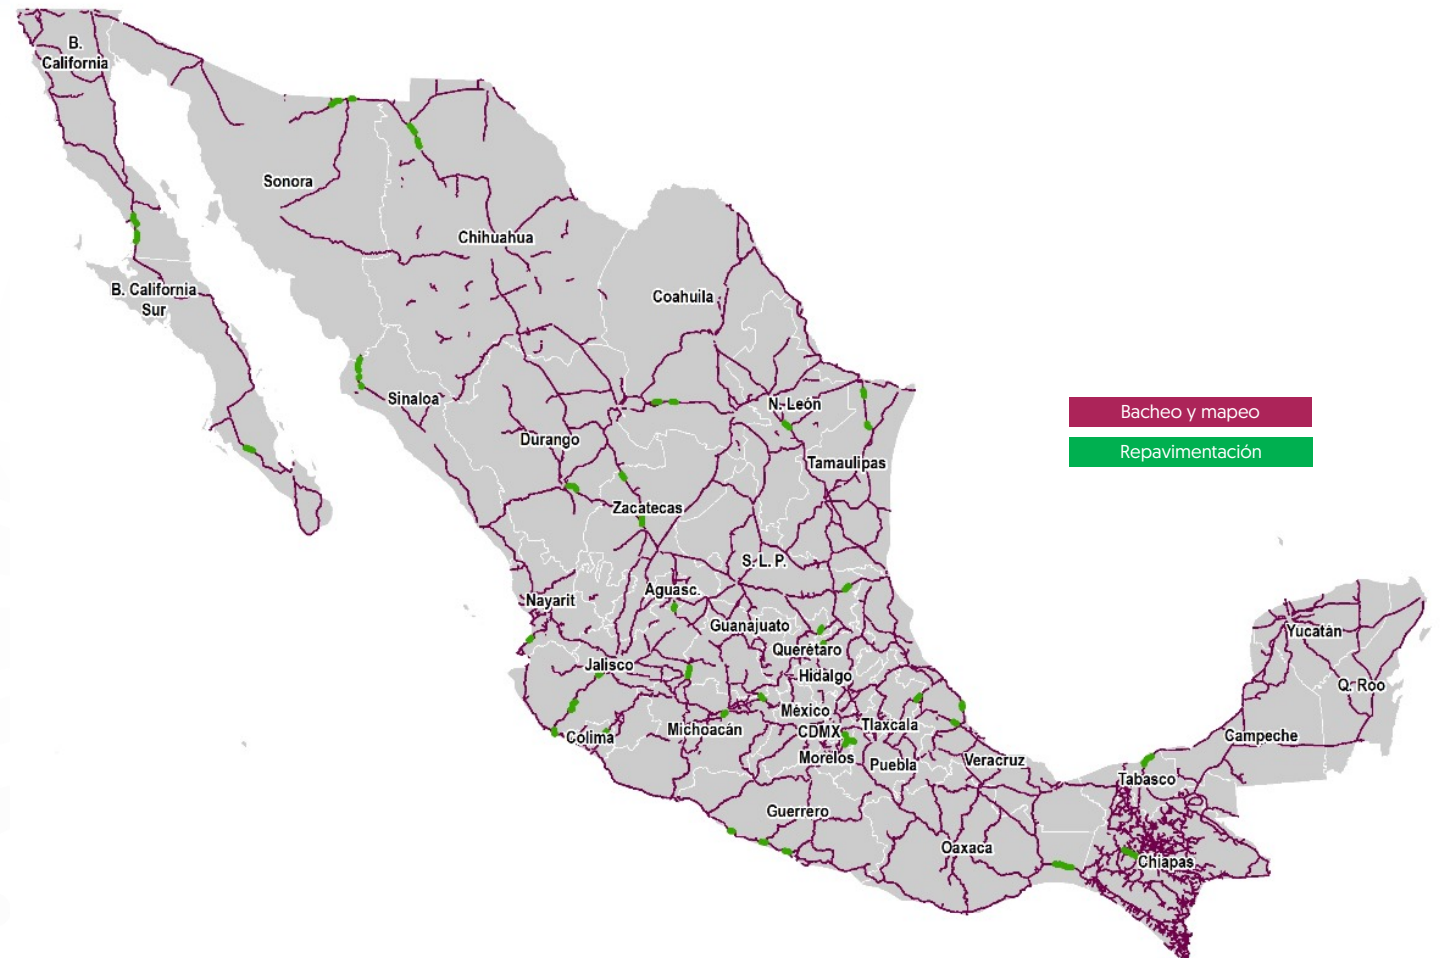 B.
California
Sonora
Chihuahua
B. California
Sur
Coahuila
Sinaloa
N. León
Durango
Tamaulipas
Zacatecas
S. L. P.
Aguasc.
Nayarit
Guanajuato
Querétaro
Jalisco
Hidalgo
México
Michoacán
Colima
CDMX
Tlaxcala
Morelos
Puebla
Veracruz
Guerrero
Oaxaca
Tabasco
Chiapas
Campeche
Yucatán
Q. Roo
Bacheo y mapeo
Repavimentación